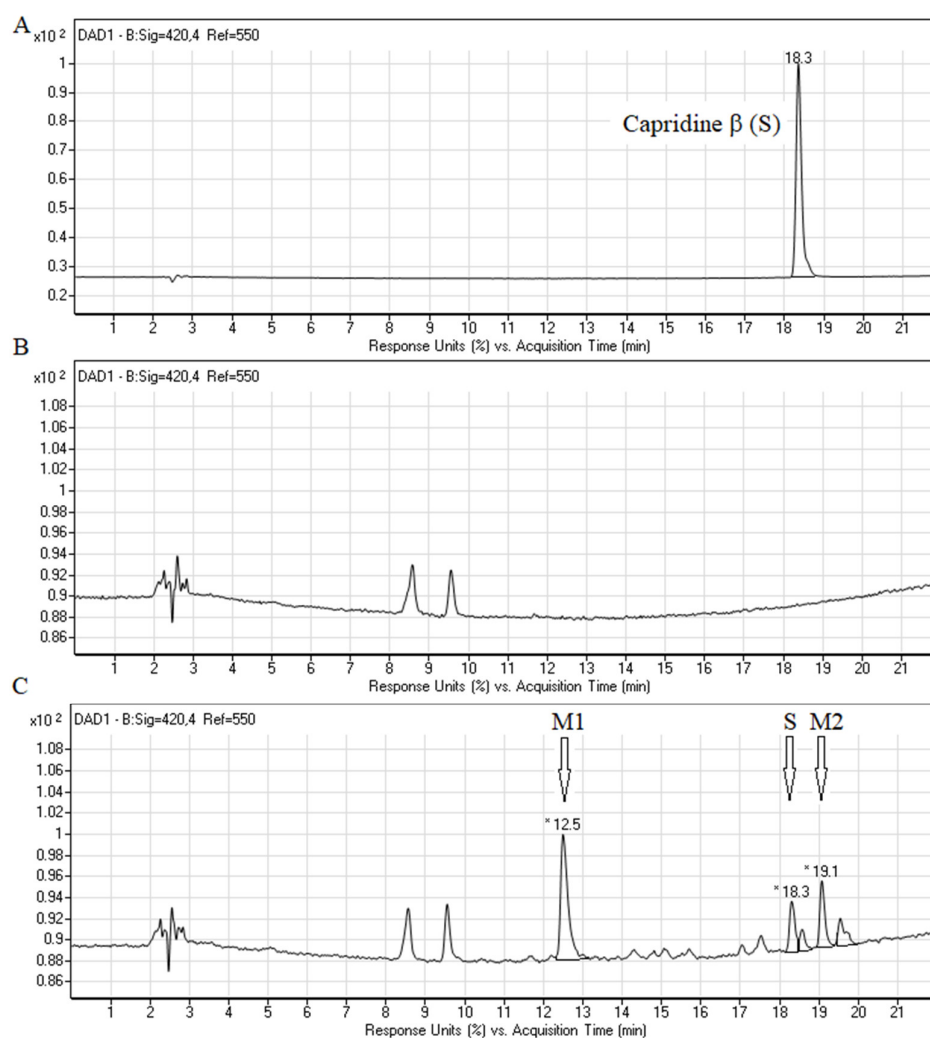 A
x10 2
DAD1 - B:Sig=420,4 Ref=550
18.3
1
0.9
0.8
0.7
0.6
0.5
0.4
0.3
0.2
Capridine β (S)
1 2 3 4 5 6 7 8 9 10 11 12 13 14 15 16 17 18 19 20 21
Response Units (%) vs. Acquisition Time (min)
B
x10 2
DAD1 - B:Sig=420,4 Ref=550
1.08
1.06
1.04
1.02
1
0.98
0.96
0.94
0.92
0.9
0.88
0.86
1 2 3 4 5 6 7 8 9 10 11 12 13 14 15 16 17 18 19 20 21
Response Units (%) vs. Acquisition Time (min)
C
x10 2
DAD1 - B:Sig=420,4 Ref=550
M1 S M2
1.08
1.06
1.04
1.02
1
0.98
0.96
0.94
0.92
0.9
0.88
0.86
* 12.5
* 18.3
* 19.1
1 2 3 4 5 6 7 8 9 10 11 12 13 14 15 16 17 18 19 20 21
Response Units (%) vs. Acquisition Time (min)